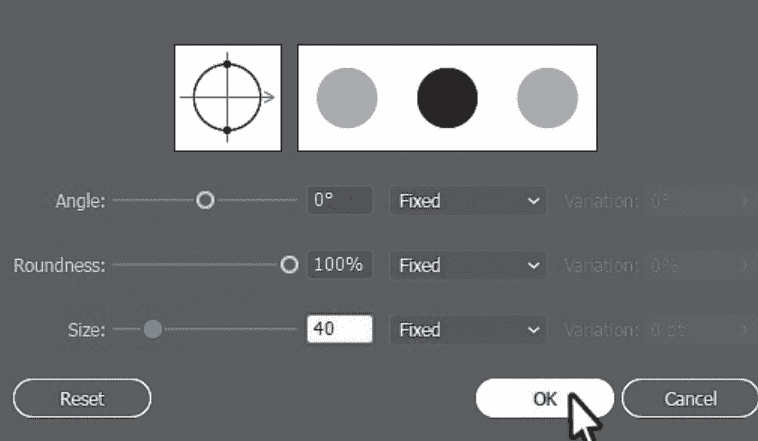 Angle: 0° Fixed Variation: 0°
Roundness: 100% Fixed Variation: 0%
Size: 40 Fixed Variation: 0 pt
Reset OK Cancel